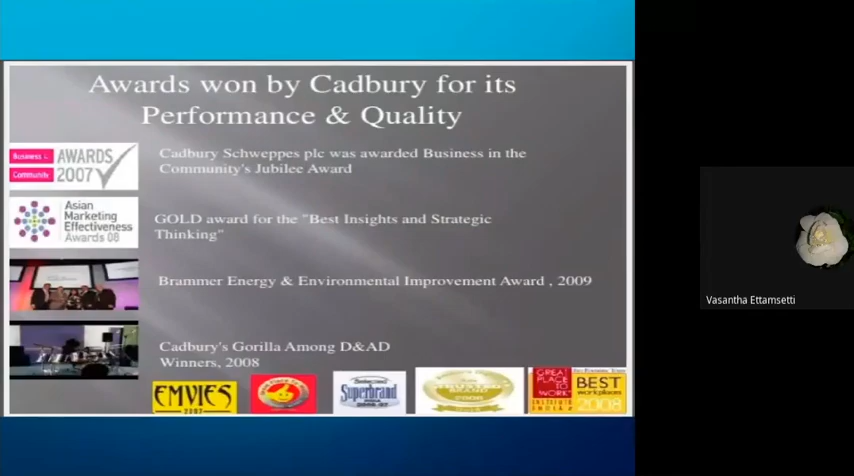 Awards won by Cadbury for its
Performance & Quality
Business in
Community
AWARDS
2007
Cadbury Schweppes plc was awarded Business in the
Community's Jubilee Award
Asian
Marketing
Effectiveness
Awards 08
GOLD award for the "Best Insights and Strategic
Thinking"
Brammer Energy & Environmental Improvement Award , 2009
Cadbury's Gorilla Among D&AD
Winners, 2008
EMVIES
2007
Superbrand
GREAT
PLACE
TO
WORK
INSTITUTE
BEST
workplaces
2008
Vasantha Ettamsetti